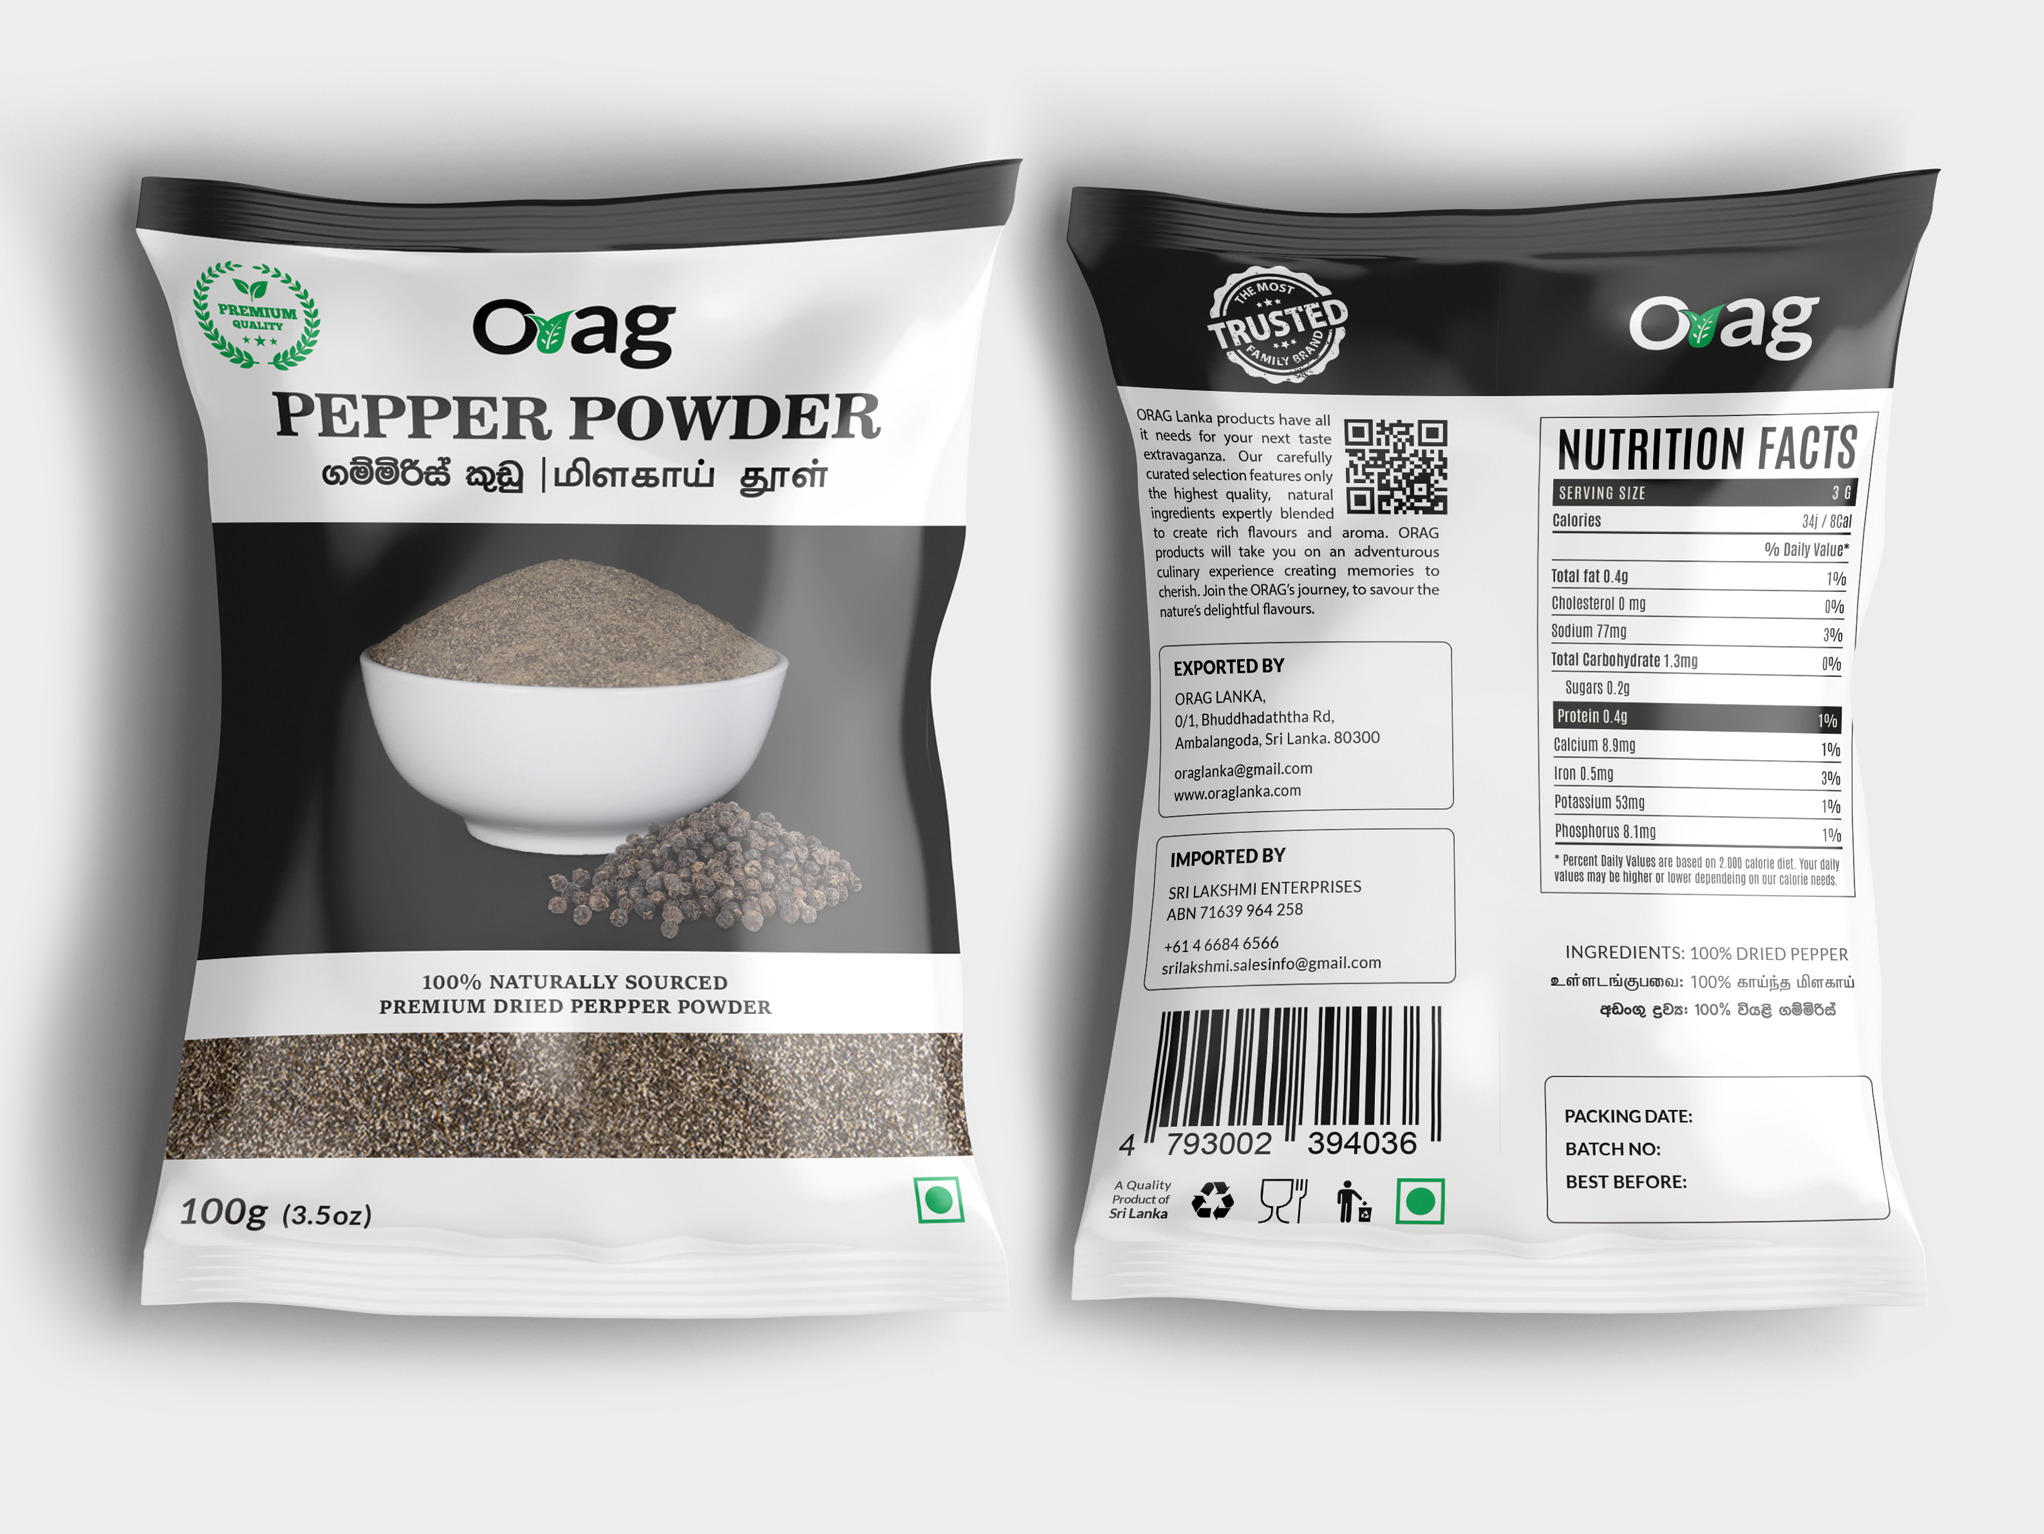 PREMIUM
QUALITY
Orag
PEPPER POWDER
ගම්මිරිස් කුඩු | மிளகாய் தூள்
100% NATURALLY SOURCED
PREMIUM DRIED PERPPER POWDER
100g (3.5oz)
THE MOST
TRUSTED
FAMILY BRAND
Orag
ORAG Lanka products have all
it needs for your next taste
extravaganza. Our carefully
curated selection features only
the highest quality, natural
ingredients expertly blended
to create rich flavours and aroma. ORAG
products will take you on an adventurous
culinary experience creating memories to
cherish. Join the ORAG's journey, to savour the
nature's delightful flavours.
EXPORTED BY
ORAG LANKA,
0/1, Bhuddhadaththa Rd,
Ambalangoda, Sri Lanka. 80300
oraglanka@gmail.com
www.oraglanka.com
IMPORTED BY
SRI LAKSHMI ENTERPRISES
ABN 71639 964 258
+61 4 6684 6566
srilakshmi.salesinfo@gmail.com
4 793002 394036
A Quality
Product of
Sri Lanka
NUTRITION FACTS
SERVING SIZE 3 G
Calories 34j / 8Cal
% Daily Value*
Total fat 0.4g 1%
Cholesterol 0 mg 0%
Sodium 77mg 3%
Total Carbohydrate 1.3mg 0%
Sugars 0.2g
Protein 0.4g 1%
Calcium 8.9mg 1%
Iron 0.5mg 3%
Potassium 53mg 1%
Phosphorus 8.1mg 1%
* Percent Daily Values are based on 2.000 calorie diet. Your daily
values may be higher or lower dependeing on our calorie needs.
INGREDIENTS: 100% DRIED PEPPER
உள்ளடங்குபவை: 100% காய்ந்த மிளகாய்
අඩංගු ද්‍රව්‍ය: 100% වියළි ගම්මිරිස්
PACKING DATE:
BATCH NO:
BEST BEFORE: